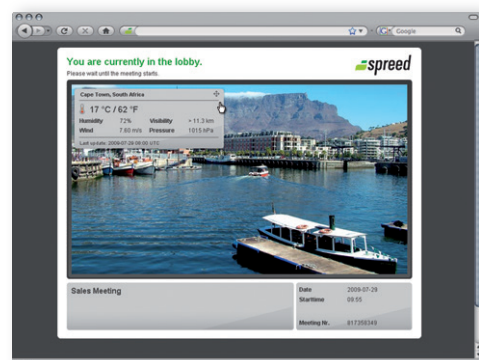 Google
You are currently in the lobby.
Please wait until the meeting starts.
spreed
Cape Town, South Africa
17 °C / 62 °F
Humidity 72% Visibility ~ 11.3 km
Wind 7.60 m/s Pressure 1015 hPa
Last update: 2009-07-29 08:00 UTC
Sales Meeting
Date 2009-07-29
Starttime 08:55
Meeting Nr. 817350349